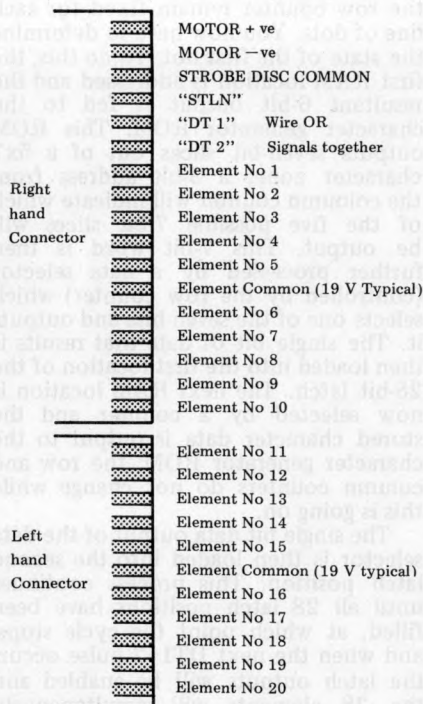 MOTOR +ve
MOTOR −ve
STROBE DISC COMMON
"PTLN"
"DT 1" Wire OR
"DT 2" Signals together
Element No 1
Element No 2
Element No 3
Element No 4
Element No 5
Element Common (19 V Typical)
Element No 6
Element No 7
Element No 8
Element No 9
Element No 10
Right
hand
Connector
Element No 11
Element No 12
Element No 13
Element No 14
Element No 15
Element Common (19 V typical)
Element No 16
Element No 17
Element No 18
Element No 19
Element No 20
Left
hand
Connector